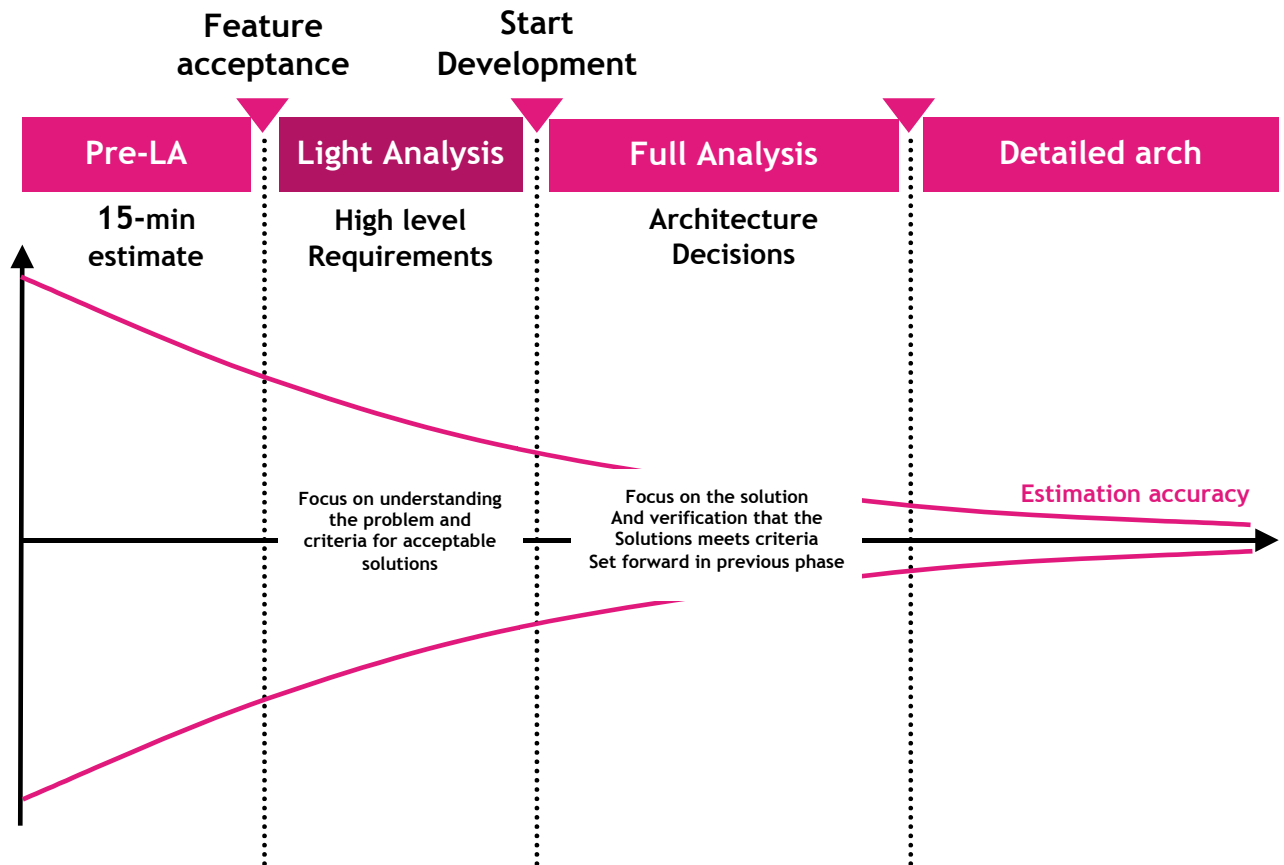 Feature
acceptance
Start
Development
Pre-LA
Light Analysis
Full Analysis
Detailed arch
15-min
estimate
High level
Requirements
Architecture
Decisions
Focus on understanding
the problem and
criteria for acceptable
solutions
Focus on the solution
And verification that the
Solutions meets criteria
Set forward in previous phase
Estimation accuracy